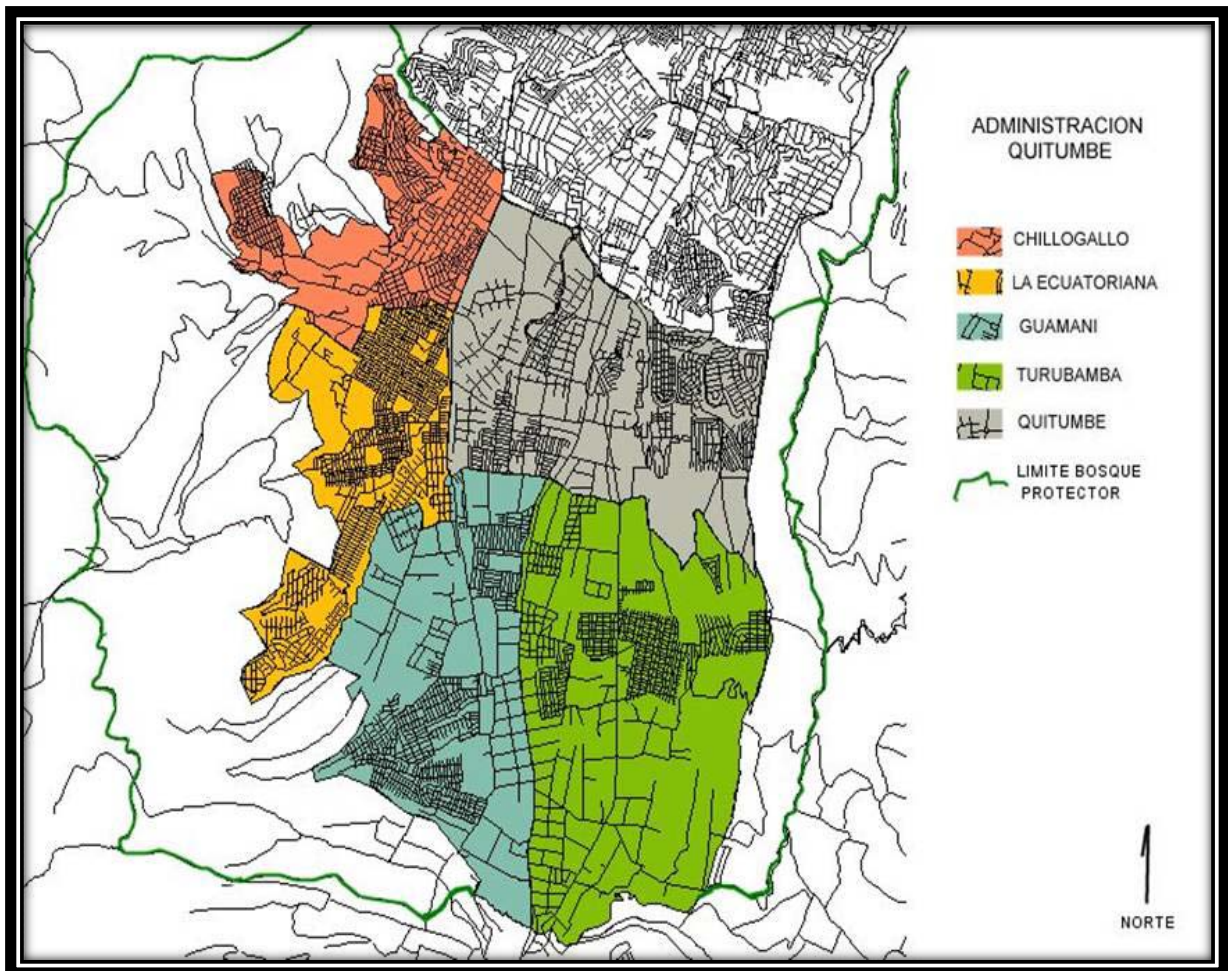 ADMINISTRACION
QUITUMBE
CHILLOGALLO
LA ECUATORIANA
GUAMANI
TURUBAMBA
QUITUMBE
LIMITE BOSQUE
PROTECTOR
NORTE